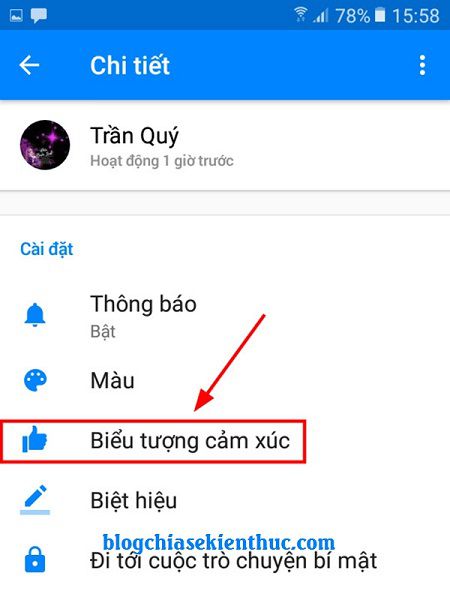 78% 15:58
Chi tiết
Trần Quý
Hoạt động 1 giờ trước
Cài đặt
Thông báo
Bật
Màu
Biểu tượng cảm xúc
Biệt hiệu
blogchiasekienthuc.com
Đi tới cuộc trò chuyện bí mật